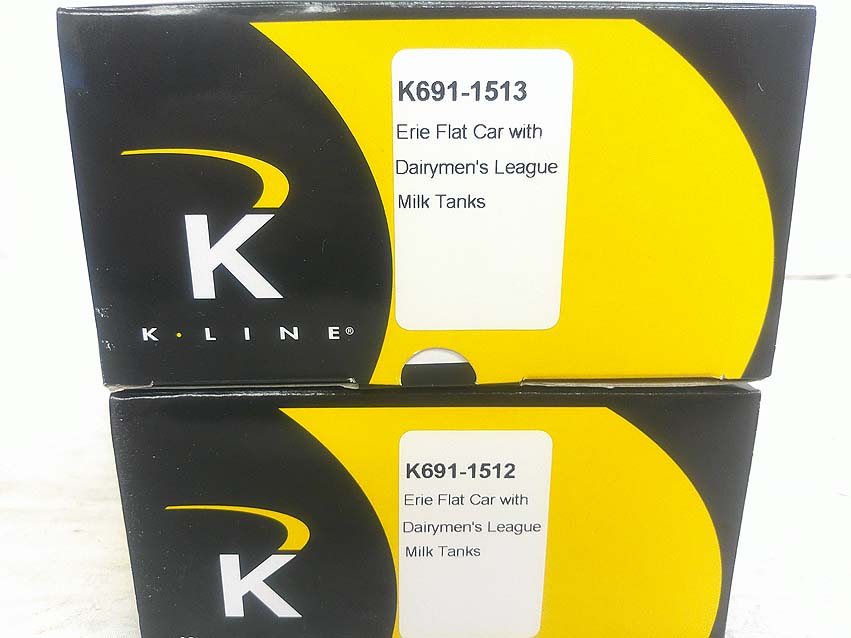 K691-1513
Erie Flat Car with
Dairymen's League
Milk Tanks
K
K·LINE®
K691-1512
Erie Flat Car with
Dairymen's League
Milk Tanks
K